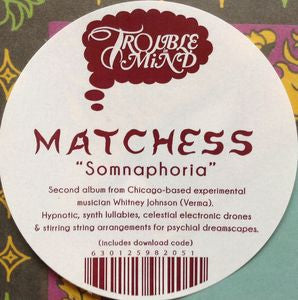 TROUBLE
MIND
MATCHESS
"Somnaphoria"
Second album from Chicago-based experimental
musician Whitney Johnson (Verma).
Hypnotic, synth lullabies, celestial electronic drones
& stirring string arrangements for psychial dreamscapes.
(includes download code)
630125982051